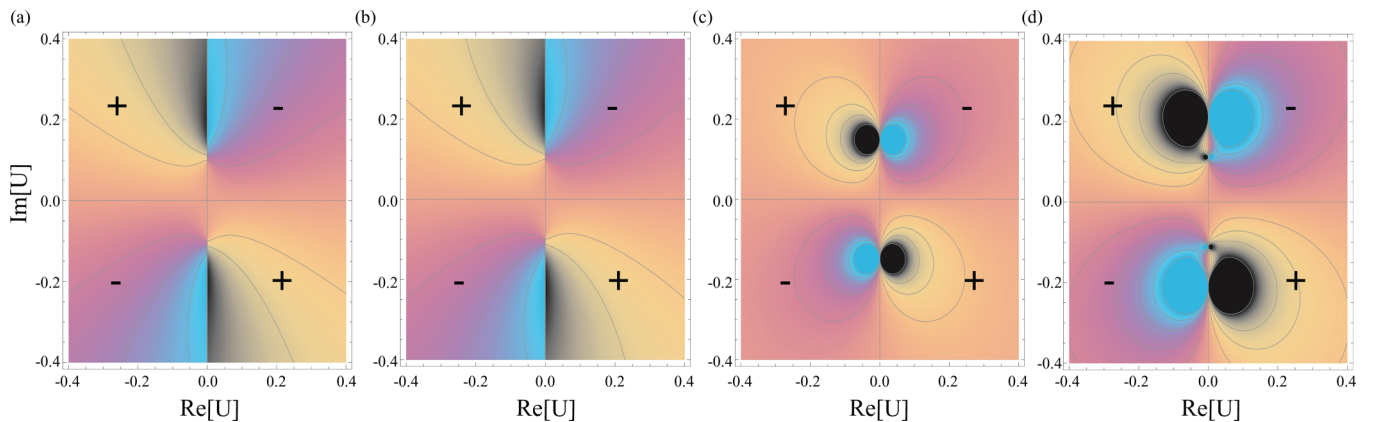 (a) (b) (c) (d)
0.4 0.4 0.4 0.4
+ - + - + - + -
0.2 0.2 0.2 0.2
Im[U] 0.0 0.0 0.0 0.0
-0.2 -0.2 -0.2 -0.2
- + - + - + - +
-0.4 -0.4 -0.4 -0.4
-0.4 -0.2 0.0 0.2 0.4 -0.4 -0.2 0.0 0.2 0.4 -0.4 -0.2 0.0 0.2 0.4 -0.4 -0.2 0.0 0.2 0.4
Re[U] Re[U] Re[U] Re[U]